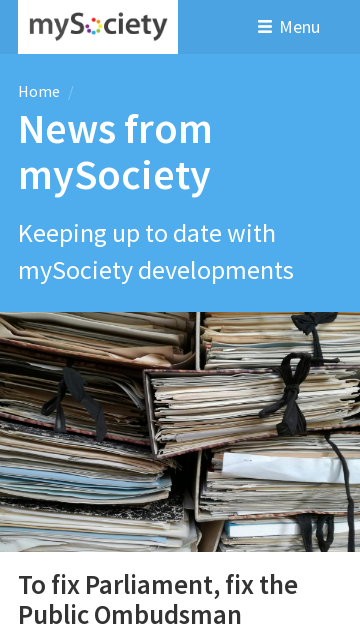 mySociety
Menu
Home /
News from
mySociety
Keeping up to date with
mySociety developments
To fix Parliament, fix the
Public Ombudsman